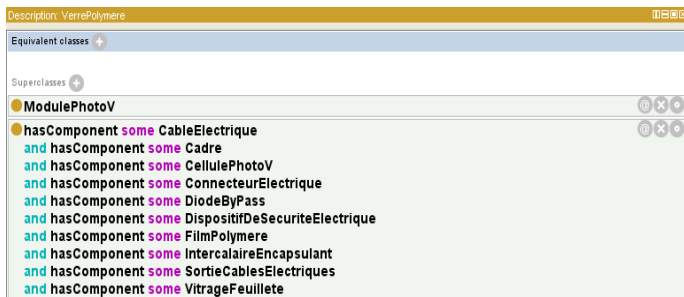 Description: VerrePolymere
Equivalent classes
Superclasses
ModulePhotoV
hasComponent some CableElectrique
and hasComponent some Cadre
and hasComponent some CellulePhotoV
and hasComponent some ConnecteurElectrique
and hasComponent some DiodeByPass
and hasComponent some DispositifDeSecuriteElectrique
and hasComponent some FilmPolymere
and hasComponent some IntercalaireEncapsulant
and hasComponent some SortieCablesElectriques
and hasComponent some VitrageFeuillete